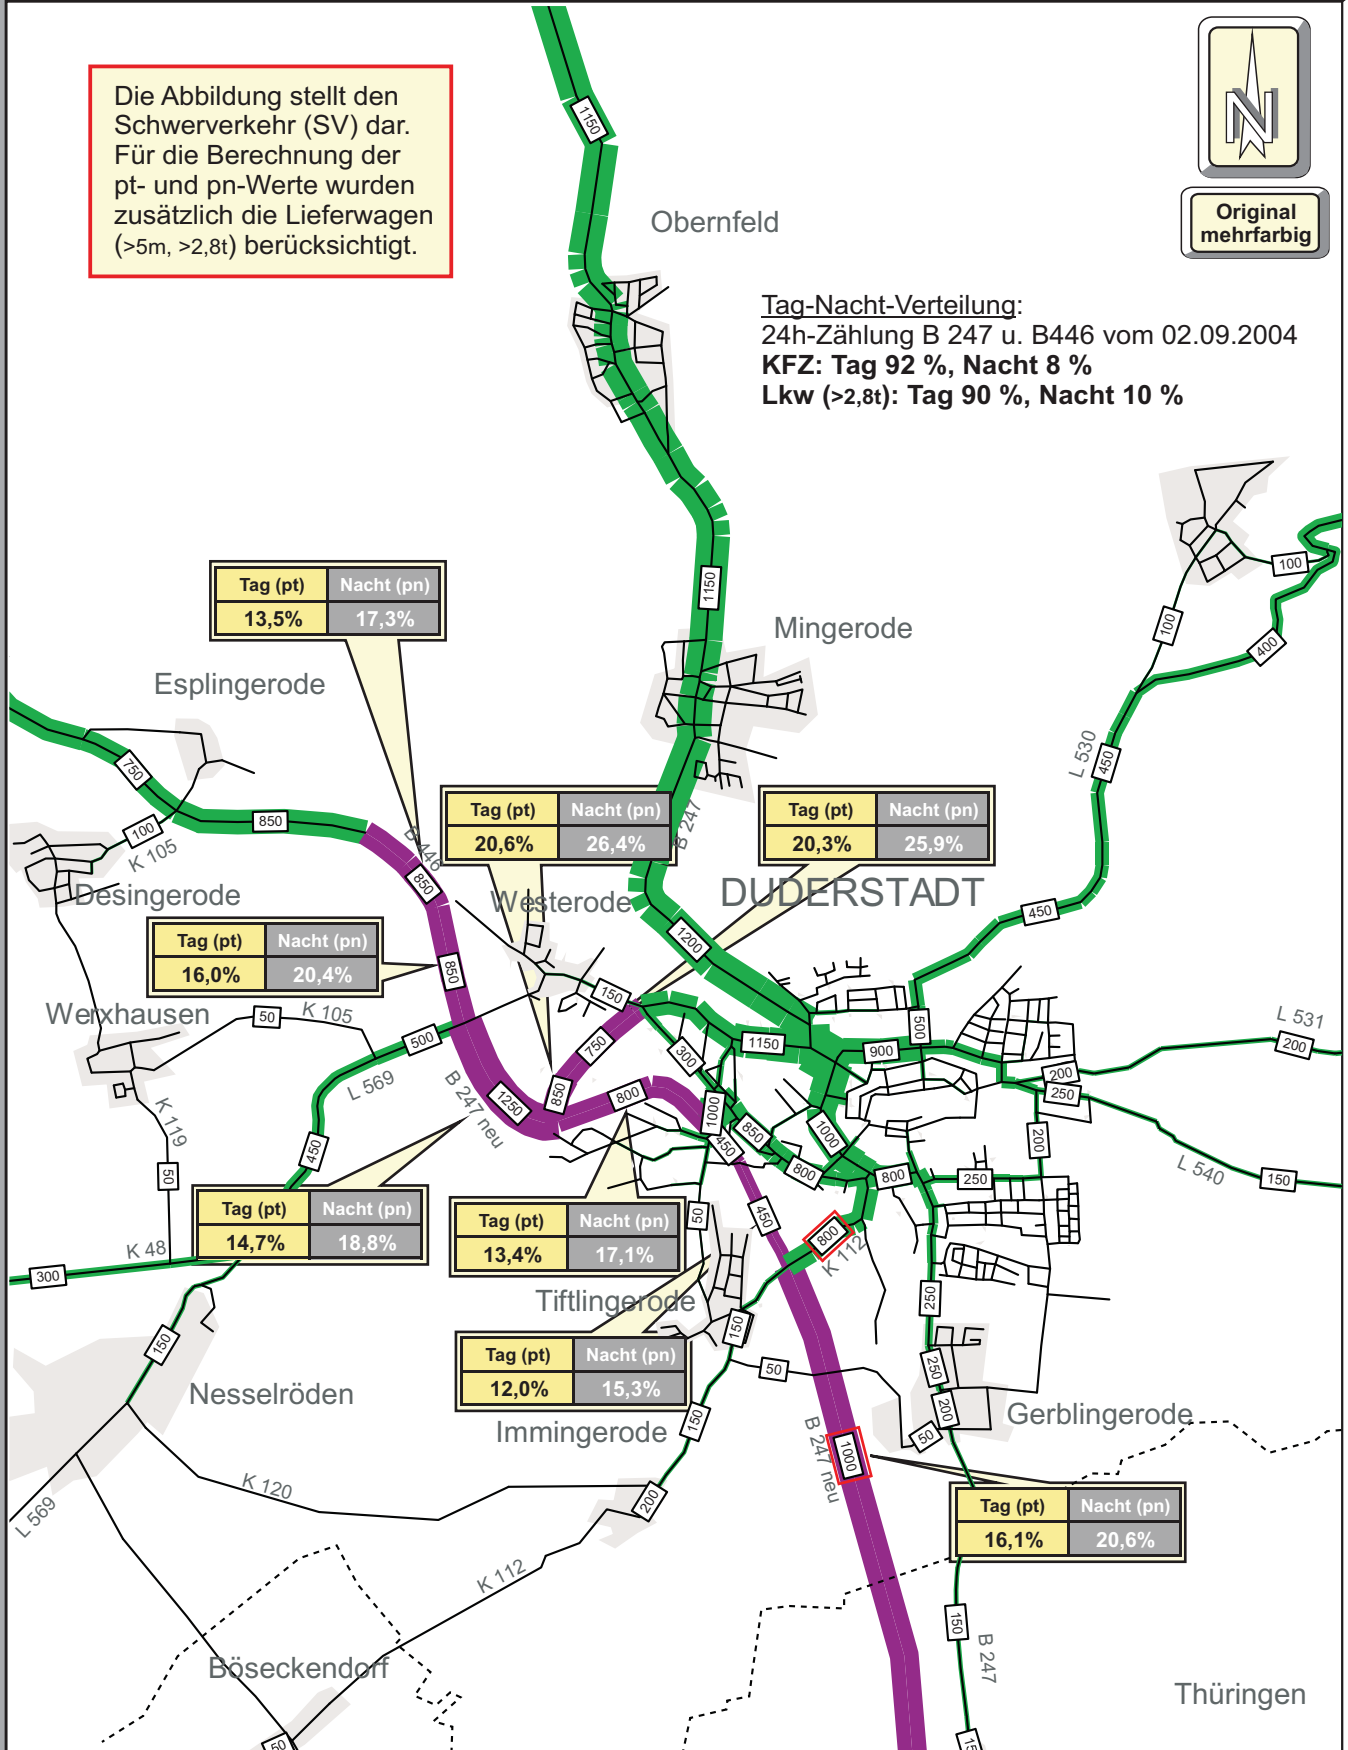 Die Abbildung stellt den
Schwerverkehr (SV) dar.
Für die Berechnung der
pt- und pn-Werte wurden
zusätzlich die Lieferwagen
(>5m, >2,8t) berücksichtigt.
N
Original
mehrfarbig
1150
Obernfeld
Tag-Nacht-Verteilung:
24h-Zählung B 247 u. B446 vom 02.09.2004
KFZ: Tag 92 %, Nacht 8 %
Lkw (>2,8t): Tag 90 %, Nacht 10 %
100
100
400
1150
Mingerode
Tag (pt) Nacht (pn)
13,5% 17,3%
Esplingerode
L 530
450
750
850
100
K 105
B 446
850
Tag (pt) Nacht (pn)
20,6% 26,4%
B 247
Tag (pt) Nacht (pn)
20,3% 25,9%
Desingerode
Westerode
DUDERSTADT
450
1200
Tag (pt) Nacht (pn)
16,0% 20,4%
850
150
Werxhausen
50
K 105
500
L 569
750
300
1150
900
500
L 531
200
200
250
B 247 neu
1250
850
800
1000
850
1000
450
800
800
250
200
L 540
150
K 119
50
450
50
450
Tag (pt) Nacht (pn)
14,7% 18,8%
Tag (pt) Nacht (pn)
13,4% 17,1%
800
K 112
K 48
300
Tiftlingerode
150
250
150
Tag (pt) Nacht (pn)
12,0% 15,3%
50
250
200
Nesselröden
Immingerode
150
Gerblingerode
50
B 247 neu
1000
L 569
K 120
200
Tag (pt) Nacht (pn)
16,1% 20,6%
K 112
150
B 247
Böseckendorf
Thüringen
50